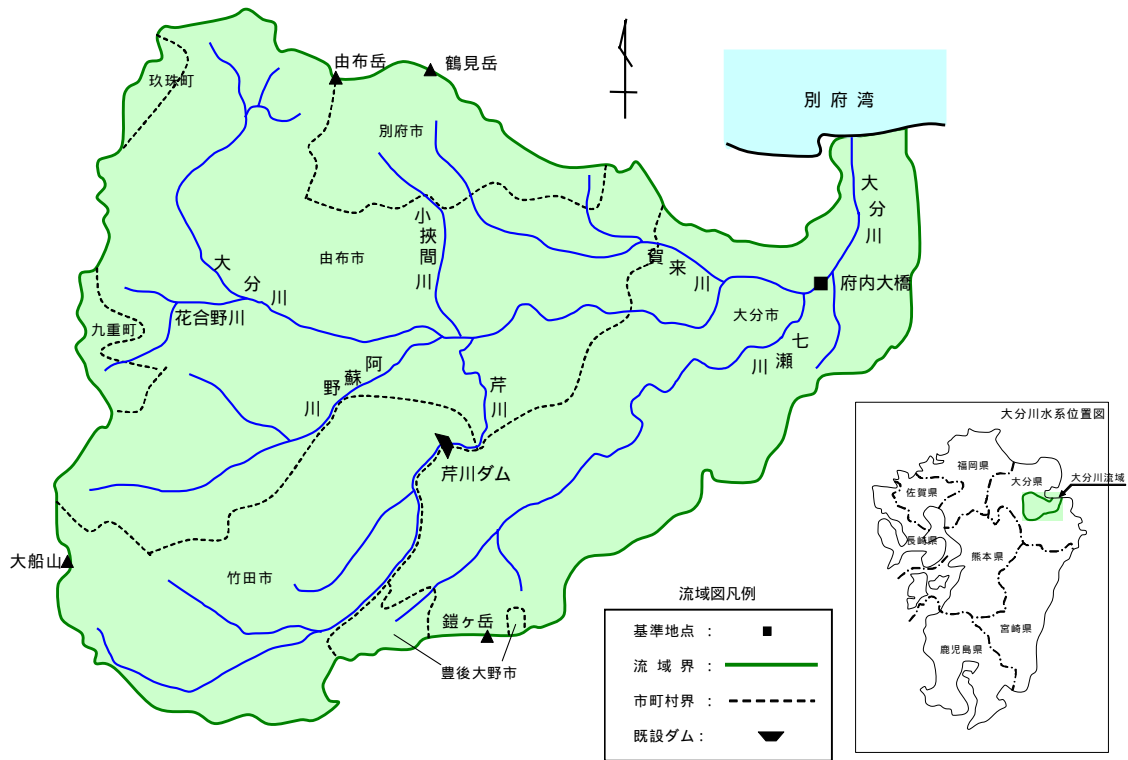 由布岳
鶴見岳
玖珠町
別府湾
別府市
大分川
小挾間川
賀来川
由布市
大分川
府内大橋
花合野川
大分市
九重町
七瀬川
阿蘇野川
芹川
芹川ダム
大船山
竹田市
鎧ヶ岳
豊後大野市
流域図凡例
基準地点 :
流域界 :
市町村界 :
既設ダム :
大分川水系位置図
福岡県
大分県
大分川流域
佐賀県
長崎県
熊本県
宮崎県
鹿児島県